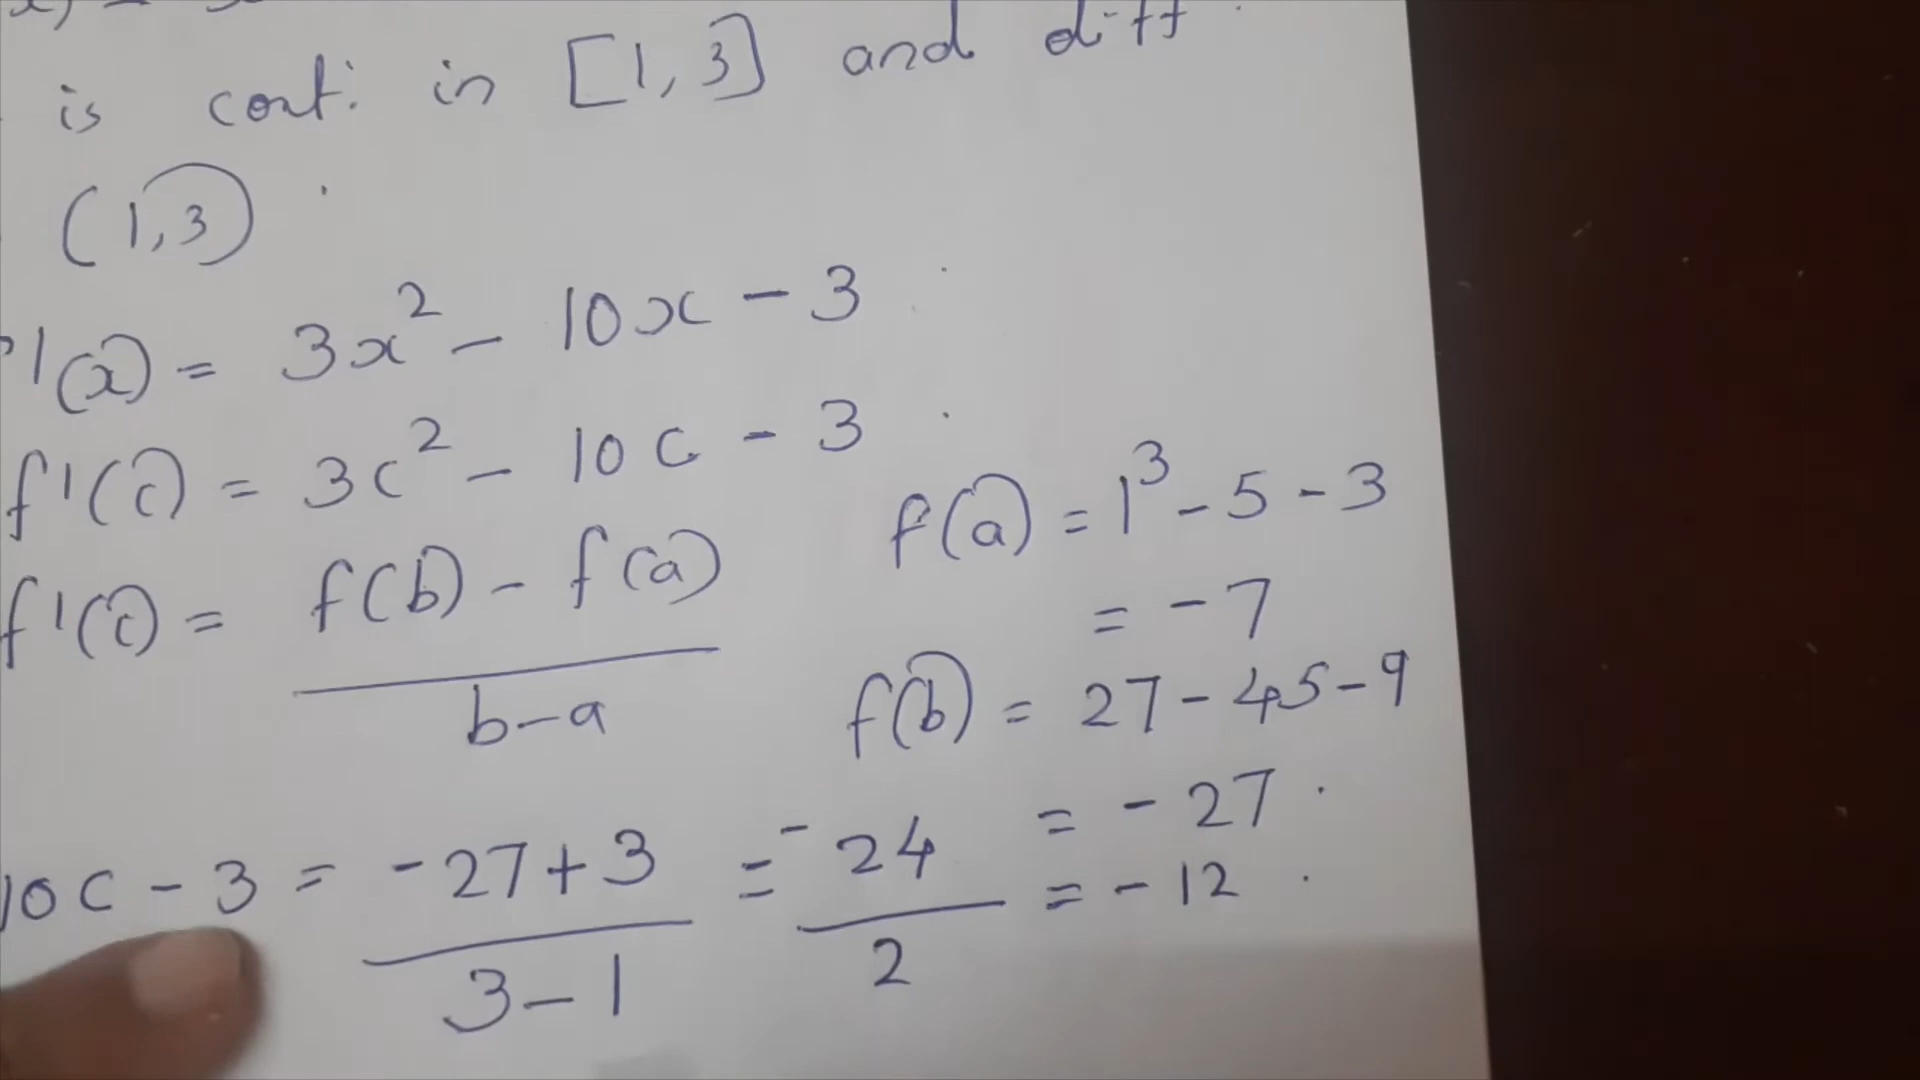 is cont. in [1, 3] and diff
(1,3)
'(x) = 3x² - 10x - 3
f'(c) = 3c² - 10c - 3
f'(c) = f(b) - f(a) / b-a
f(a) = 1³ - 5 - 3
= -7
f(b) = 27 - 45 - 9
= -27
10c - 3 = -27+3 / 3-1 = -24 / 2 = -12